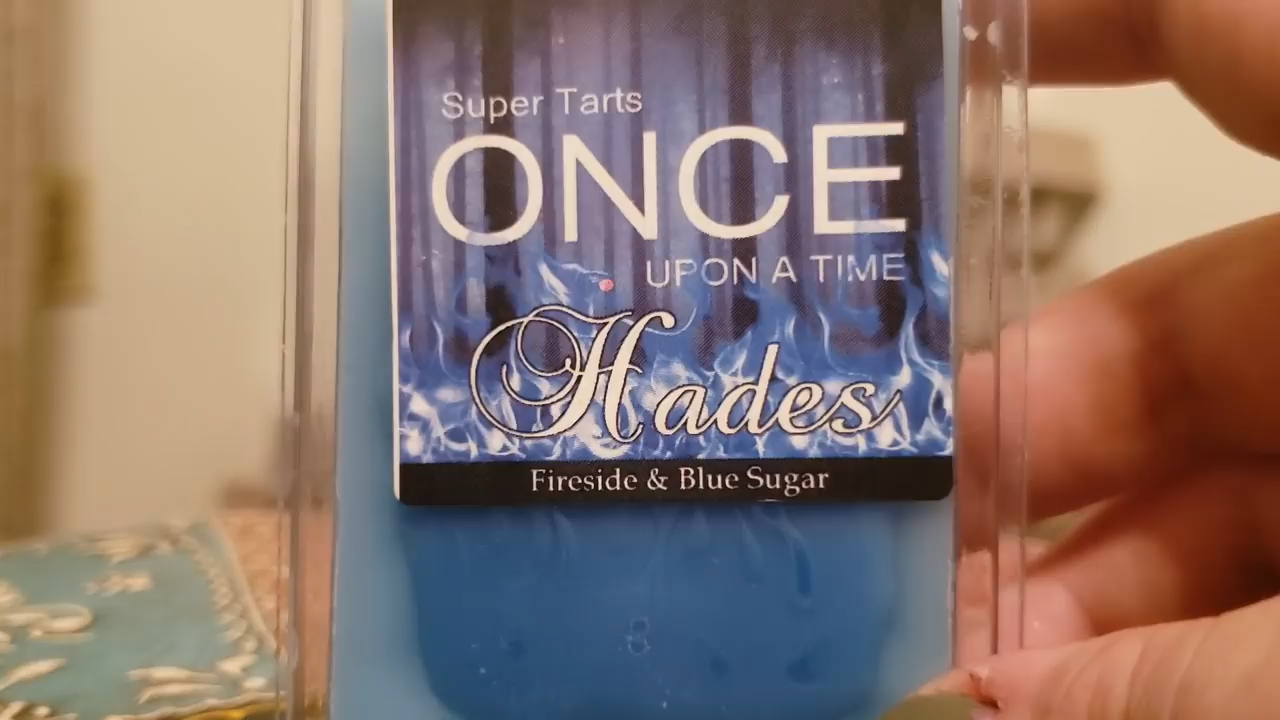 Super Tarts
ONCE
UPON A TIME
Hades
Fireside & Blue Sugar